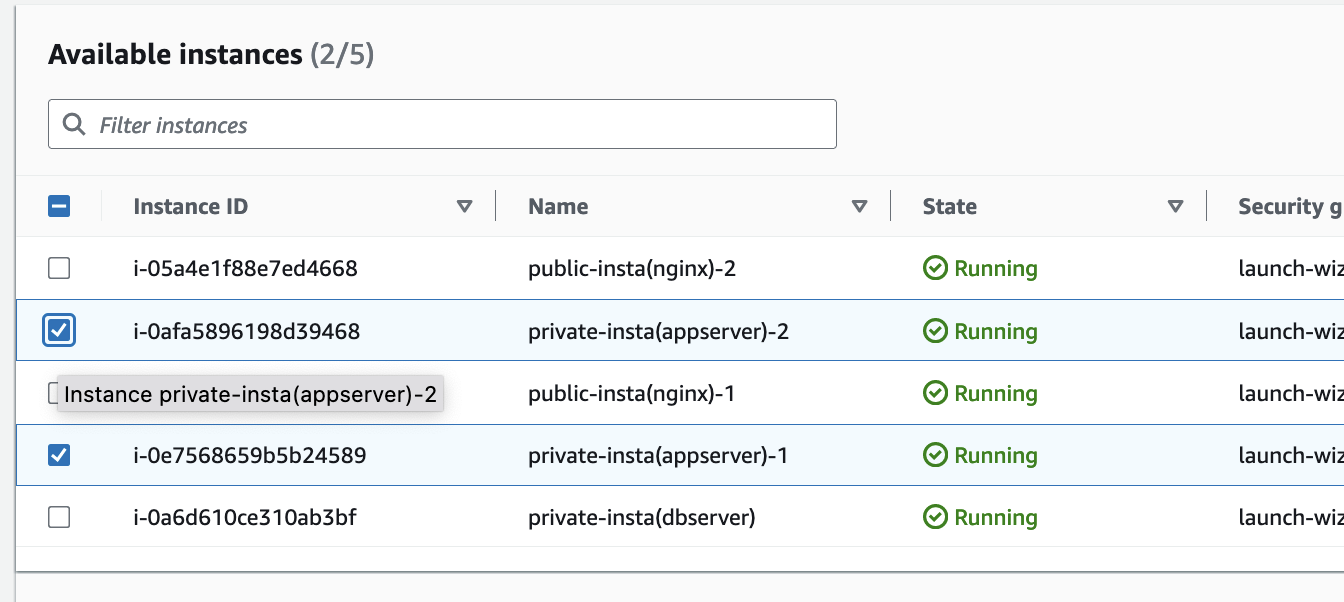 Available instances (2/5)
Filter instances
Instance ID Name State Security g
i-05a4e1f88e7ed4668 public-insta(nginx)-2 Running launch-wiz
i-0afa5896198d39468 private-insta(appserver)-2 Running launch-wiz
Instance private-insta(appserver)-2 public-insta(nginx)-1 Running launch-wiz
i-0e7568659b5b24589 private-insta(appserver)-1 Running launch-wiz
i-0a6d610ce310ab3bf private-insta(dbserver) Running launch-wiz